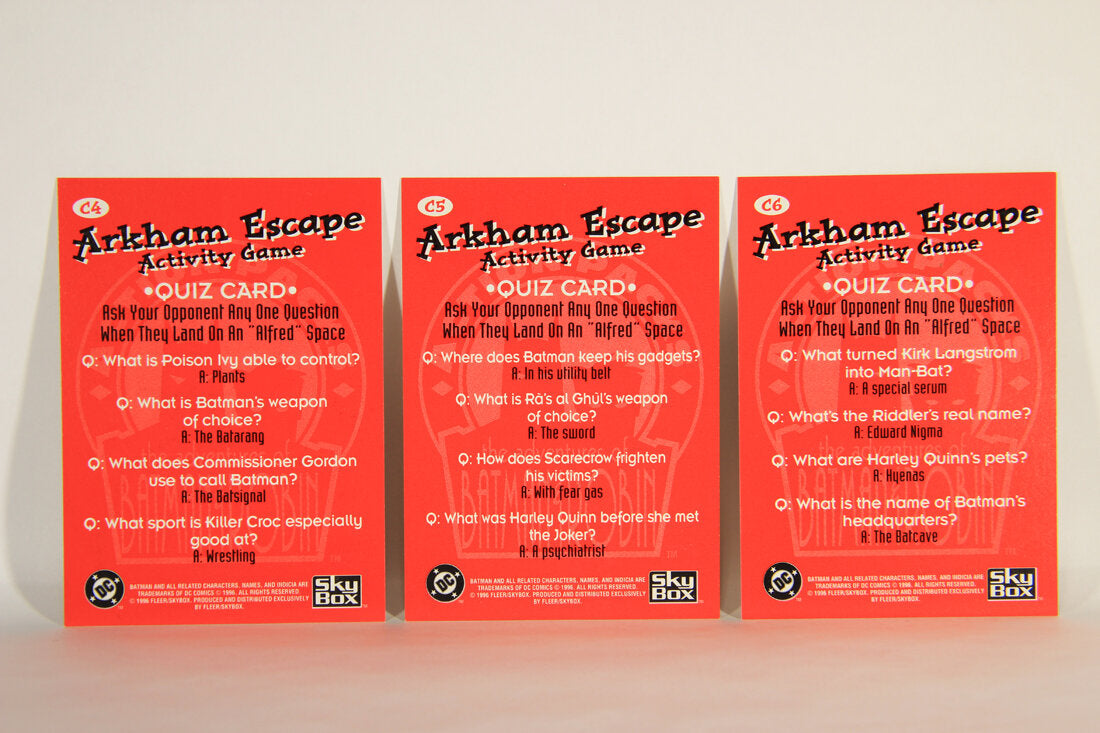 C4
Arkham Escape
Activity Game
•QUIZ CARD•
Ask Your Opponent Any One Question
When They Land On An "Alfred" Space
Q: What is Poison Ivy able to control?
A: Plants
Q: What is Batman's weapon
of choice?
A: The Batarang
Q: What does Commissioner Gordon
use to call Batman?
A: The Batsignal
Q: What sport is Killer Croc especially
good at?
A: Wrestling
DC
BATMAN AND ALL RELATED CHARACTERS, NAMES, AND INDICIA ARE
TRADEMARKS OF DC COMICS © 1996. ALL RIGHTS RESERVED.
© 1996 FLEER/SKYBOX. PRODUCED AND DISTRIBUTED EXCLUSIVELY
BY FLEER/SKYBOX.
Sky
Box
C5
Arkham Escape
Activity Game
•QUIZ CARD•
Ask Your Opponent Any One Question
When They Land On An "Alfred" Space
Q: Where does Batman keep his gadgets?
A: In his utility belt
Q: What is Rā's al Ghūl's weapon
of choice?
A: The sword
Q: How does Scarecrow frighten
his victims?
A: With fear gas
Q: What was Harley Quinn before she met
the Joker?
A: A psychiatrist
DC
BATMAN AND ALL RELATED CHARACTERS, NAMES, AND INDICIA ARE
TRADEMARKS OF DC COMICS © 1996. ALL RIGHTS RESERVED.
© 1996 FLEER/SKYBOX. PRODUCED AND DISTRIBUTED EXCLUSIVELY
BY FLEER/SKYBOX.
Sky
Box
C6
Arkham Escape
Activity Game
•QUIZ CARD•
Ask Your Opponent Any One Question
When They Land On An "Alfred" Space
Q: What turned Kirk Langstrom
into Man-Bat?
A: A special serum
Q: What's the Riddler's real name?
A: Edward Nigma
Q: What are Harley Quinn's pets?
A: Hyenas
Q: What is the name of Batman's
headquarters?
A: The Batcave
DC
BATMAN AND ALL RELATED CHARACTERS, NAMES, AND INDICIA ARE
TRADEMARKS OF DC COMICS © 1996. ALL RIGHTS RESERVED.
© 1996 FLEER/SKYBOX. PRODUCED AND DISTRIBUTED EXCLUSIVELY
BY FLEER/SKYBOX.
Sky
Box